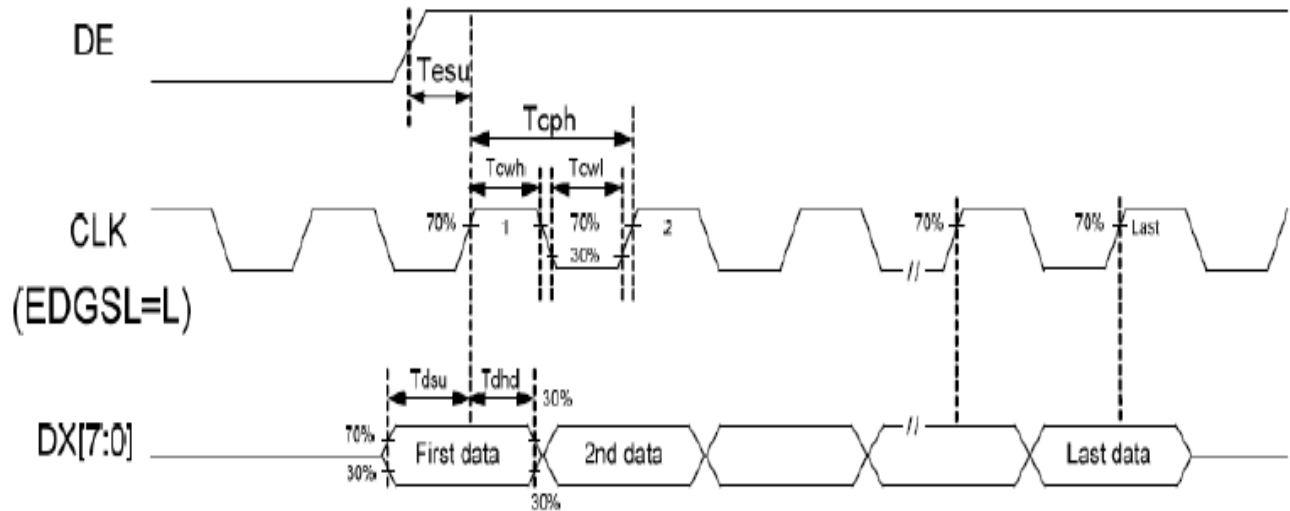 DE
Tesu
Tcph
Tcwh
Tcwl
CLK
70%
1
70%
30%
2
70%
70%
Last
//
(EDGSL=L)
Tdsu
Tdhd
30%
DX[7:0]
70%
30%
First data
2nd data
//
Last data
30%